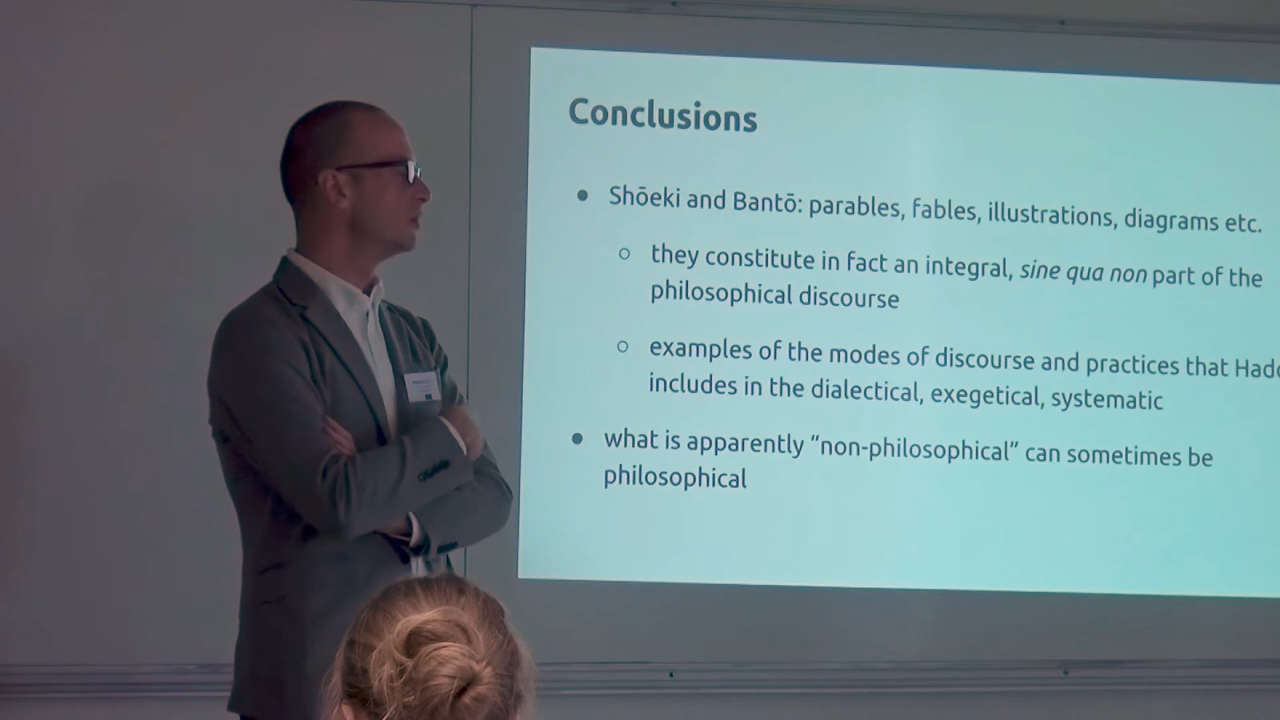 Conclusions
● Shōeki and Bantō: parables, fables, illustrations, diagrams etc.
○ they constitute in fact an integral, sine qua non part of the
philosophical discourse
○ examples of the modes of discourse and practices that
includes in the dialectical, exegetical, systematic
● what is apparently “non-philosophical” can sometimes be
philosophical